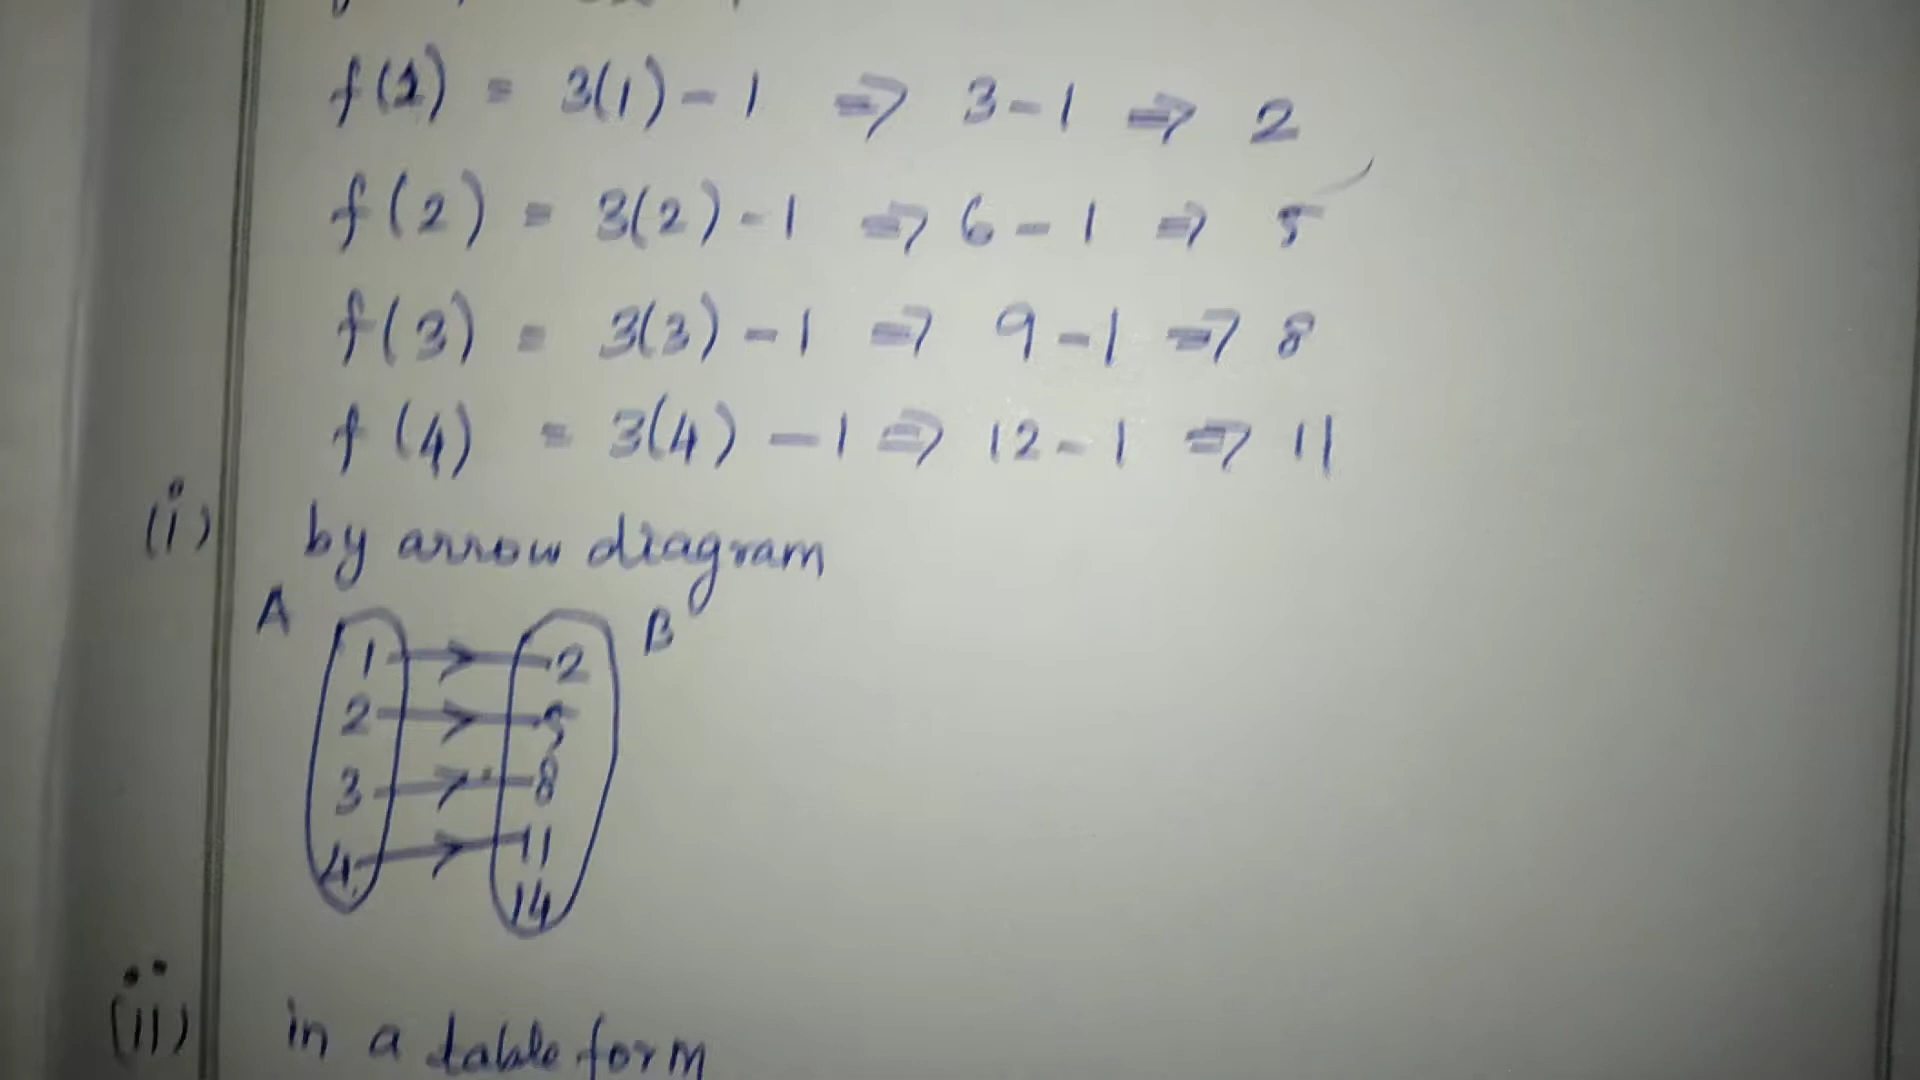 f(1) = 3(1) - 1 ⇒ 3 - 1 ⇒ 2
f(2) = 3(2) - 1 ⇒ 6 - 1 ⇒ 5
f(3) = 3(3) - 1 ⇒ 9 - 1 ⇒ 8
f(4) = 3(4) - 1 ⇒ 12 - 1 ⇒ 11
(i) by arrow diagram
A B
1 → 2
2 → 5
3 → 8
4 → 11
14
(ii) in a table form